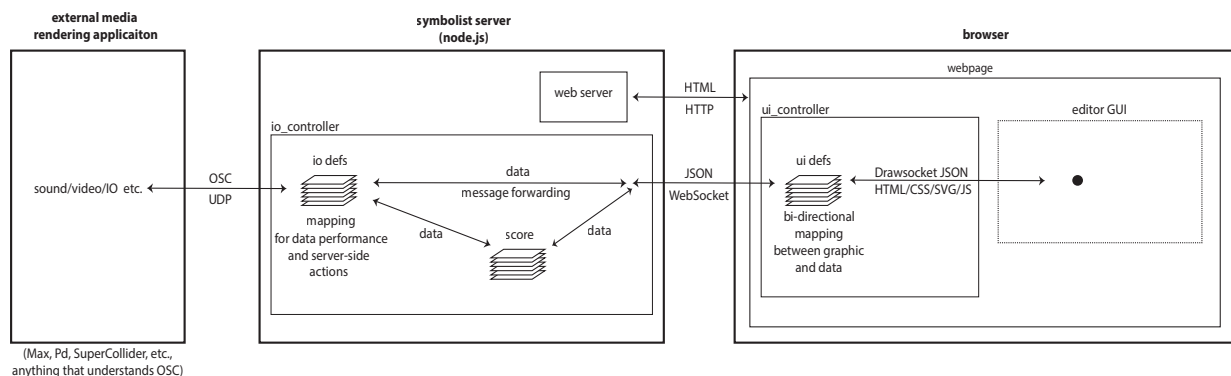 external media
rendering applicaiton
sound/video/IO etc.
(Max, Pd, SuperCollider, etc.,
anything that understands OSC)
OSC
UDP
symbolist server
(node.js)
web server
io_controller
io defs
mapping
for data performance
and server-side
actions
data
message forwarding
data
score
data
HTML
HTTP
JSON
WebSocket
browser
webpage
ui_controller
ui defs
bi-directional
mapping
between graphic
and data
Drawsocket JSON
HTML/CSS/SVG/JS
editor GUI